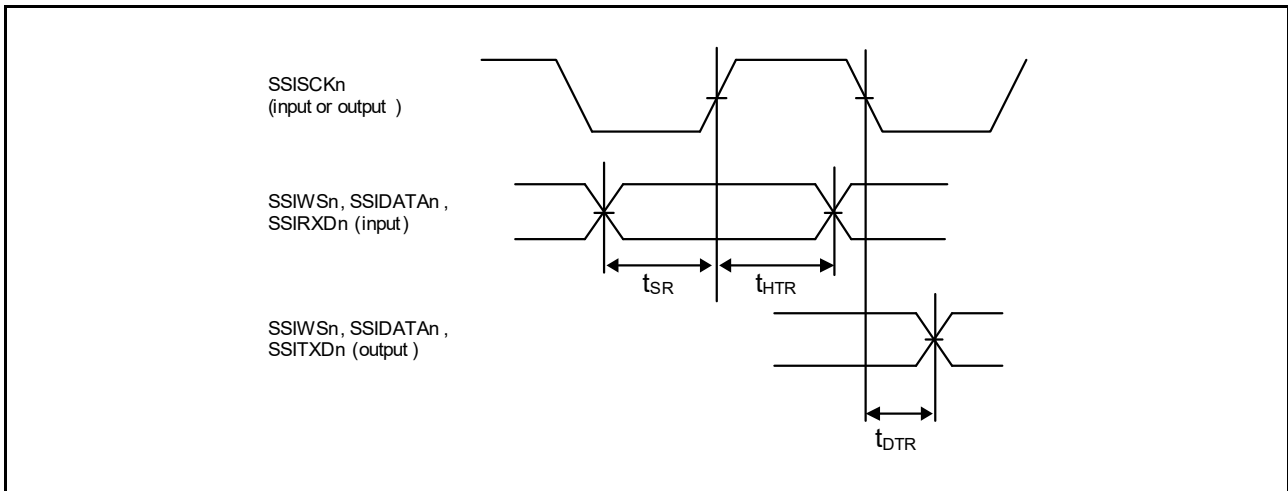 SSISCKn
(input or output )
SSIWSn, SSIDATAn ,
SSIRXDn (input)
tSR
tHTR
SSIWSn, SSIDATAn ,
SSITXDn (output )
tDTR